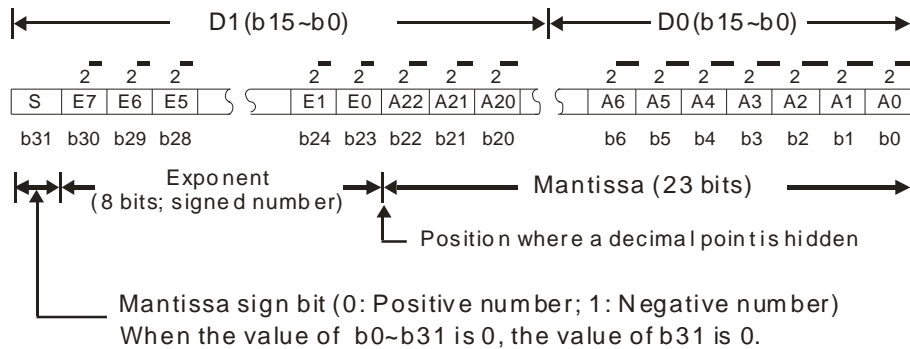 D1(b15~b0) D0(b15~b0)
2 2 2 2 2 2 2 2 2 2 2 2 2 2 2
S E7 E6 E5 E1 E0 A22 A21 A20 A6 A5 A4 A3 A2 A1 A0
b31 b30 b29 b28 b24 b23 b22 b21 b20 b6 b5 b4 b3 b2 b1 b0
Exponent
(8 bits; signed number)
Mantissa (23 bits)
Position where a decimal point is hidden
Mantissa sign bit (0: Positive number; 1: Negative number)
When the value of b0~b31 is 0, the value of b31 is 0.